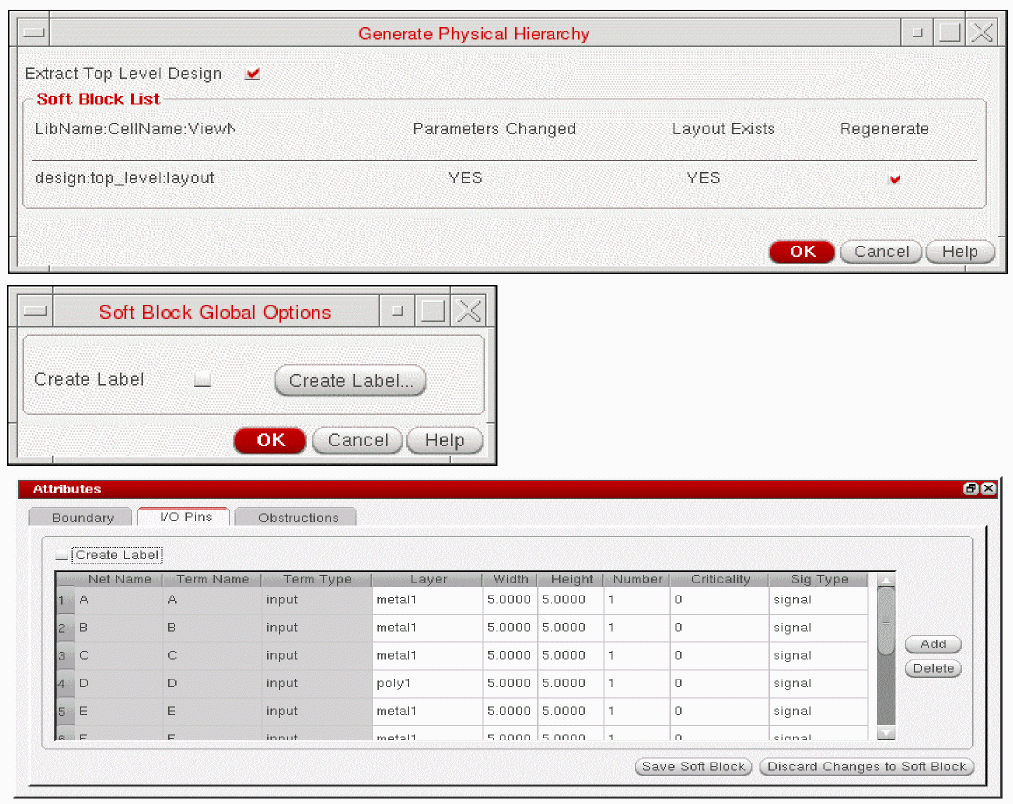 Generate Physical Hierarchy
Extract Top Level Design
Soft Block List
LibName:CellName:ViewN Parameters Changed Layout Exists Regenerate
design:top_level:layout YES YES
OK Cancel Help
Soft Block Global Options
Create Label Create Label...
OK Cancel Help
Attributes
Boundary I/O Pins Obstructions
Create Label
Net Name Term Name Term Type Layer Width Height Number Criticality Sig Type
1 A A input metal1 5.0000 5.0000 1 0 signal
2 B B input metal1 5.0000 5.0000 1 0 signal
3 C C input metal1 5.0000 5.0000 1 0 signal
4 D D input poly1 5.0000 5.0000 1 0 signal
5 E E input metal1 5.0000 5.0000 1 0 signal
6 F F input metal1 5.0000 5.0000 1 0 signal
Add
Delete
Save Soft Block Discard Changes to Soft Block